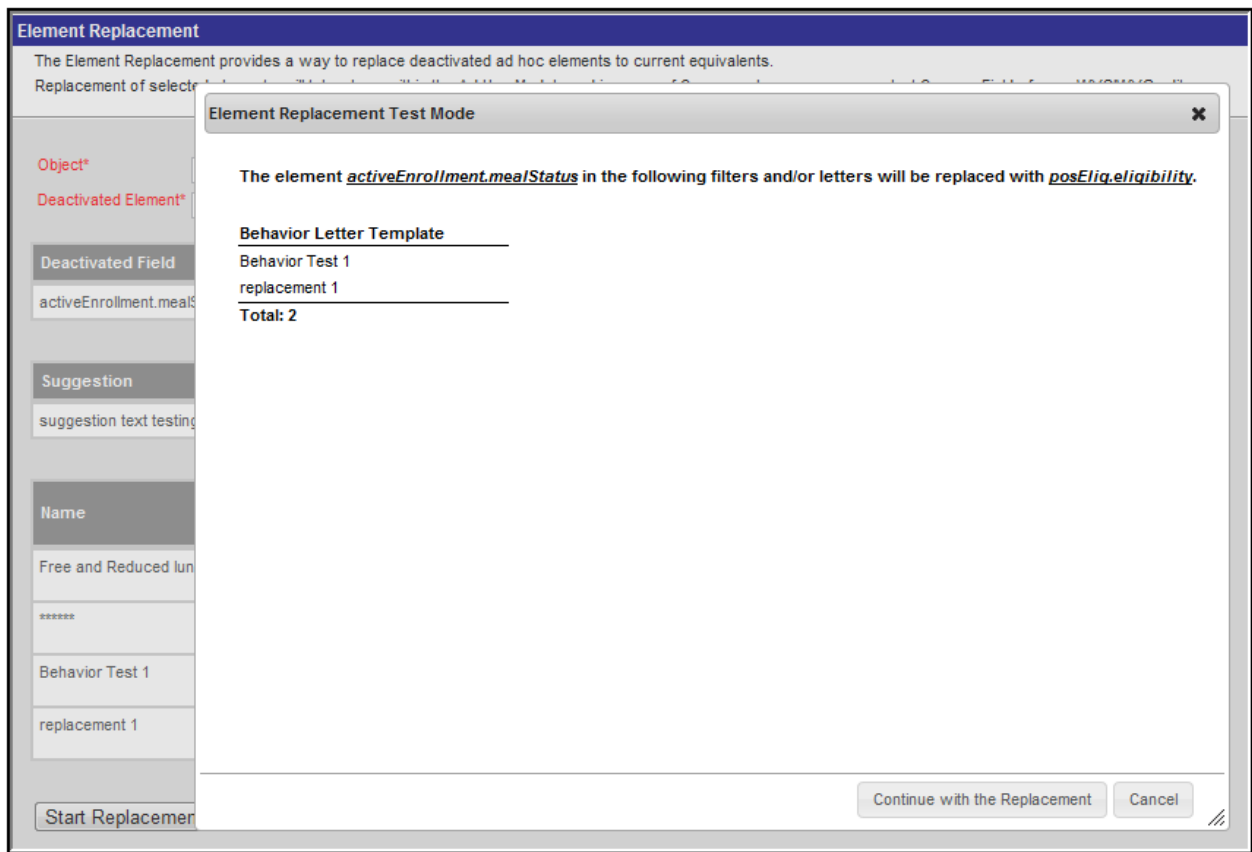 Element Replacement
The Element Replacement provides a way to replace deactivated ad hoc elements to current equivalents.
Replacement of selecte
Element Replacement Test Mode
Object*
Deactivated Element*
The element activeEnrollment.mealStatus in the following filters and/or letters will be replaced with posElig.eligibility.
Behavior Letter Template
Behavior Test 1
replacement 1
Total: 2
Deactivated Field
activeEnrollment.mealS
Suggestion
suggestion text testing
Name
Free and Reduced lun
******
Behavior Test 1
replacement 1
Continue with the Replacement
Cancel
Start Replacemen